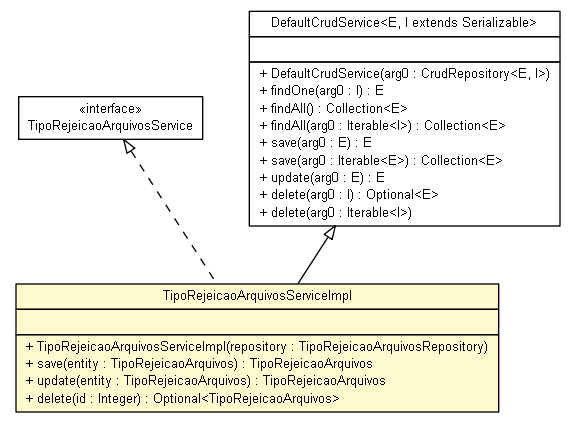 DefaultCrudService<E, I extends Serializable>
+ DefaultCrudService(arg0 : CrudRepository<E, I>)
+ findOne(arg0 : I) : E
+ findAll() : Collection<E>
+ findAll(arg0 : Iterable<I>) : Collection<E>
+ save(arg0 : E) : E
+ save(arg0 : Iterable<E>) : Collection<E>
+ update(arg0 : E) : E
+ delete(arg0 : I) : Optional<E>
+ delete(arg0 : Iterable<I>)
«interface»
TipoRejeicaoArquivosService
TipoRejeicaoArquivosServiceImpl
+ TipoRejeicaoArquivosServiceImpl(repository : TipoRejeicaoArquivosRepository)
+ save(entity : TipoRejeicaoArquivos) : TipoRejeicaoArquivos
+ update(entity : TipoRejeicaoArquivos) : TipoRejeicaoArquivos
+ delete(id : Integer) : Optional<TipoRejeicaoArquivos>